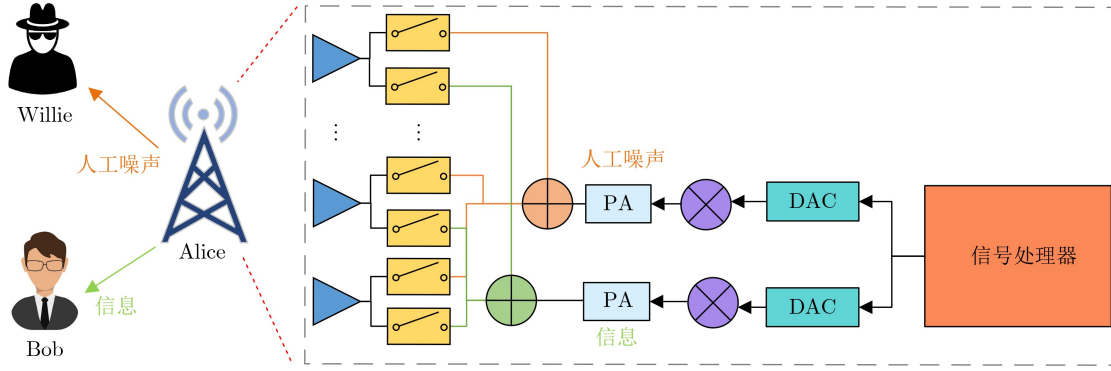 Willie
人工噪声
Alice
信息
Bob
人工噪声
PA
DAC
信号处理器
PA
DAC
信息